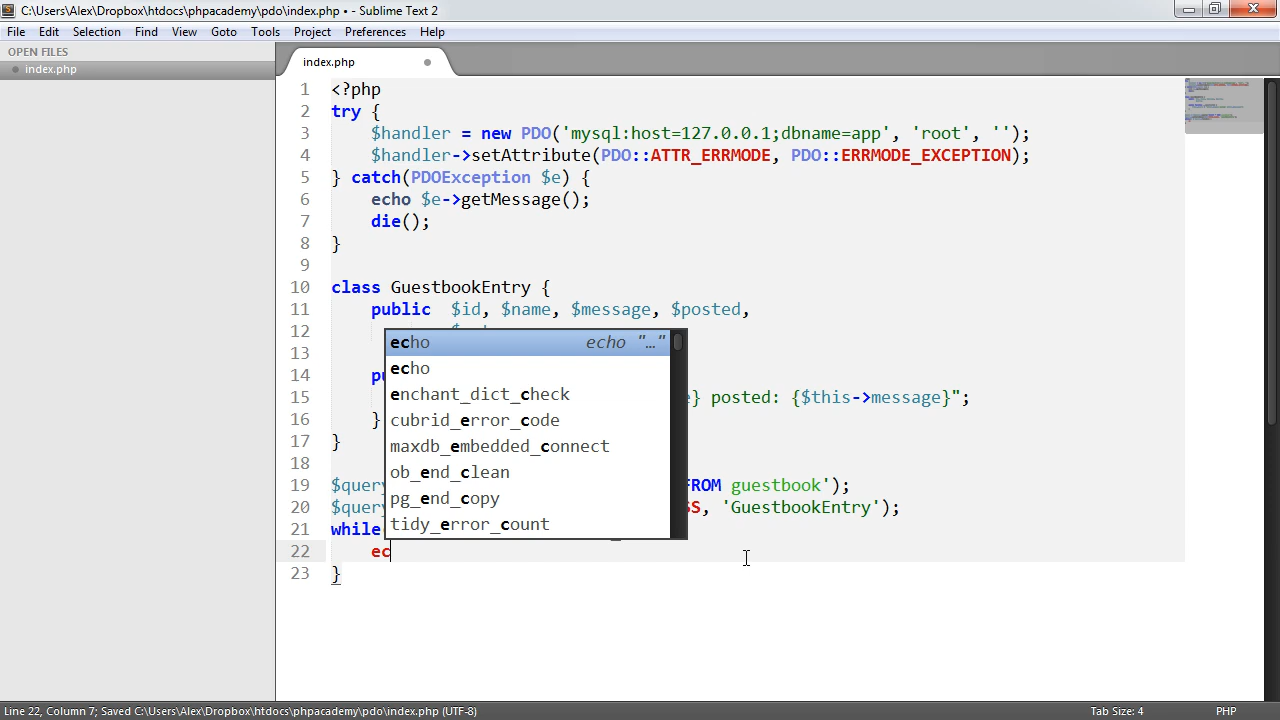 C:\Users\Alex\Dropbox\htdocs\phpacademy\pdo\index.php • - Sublime Text 2
File Edit Selection Find View Goto Tools Project Preferences Help
OPEN FILES
index.php
index.php
1 <?php
2 try {
3 $handler = new PDO('mysql:host=127.0.0.1;dbname=app', 'root', '');
4 $handler->setAttribute(PDO::ATTR_ERRMODE, PDO::ERRMODE_EXCEPTION);
5 } catch(PDOException $e) {
6 echo $e->getMessage();
7 die();
8 }
9
10 class GuestbookEntry {
11 public $id, $name, $message, $posted,
12
13
14 pu
15 e} posted: {$this->message}";
16 }
17 }
18
19 $query FROM guestbook');
20 $query SS, 'GuestbookEntry');
21 while
22 ec
23 }
echo echo "…"
echo
enchant_dict_check
cubrid_error_code
maxdb_embedded_connect
ob_end_clean
pg_end_copy
tidy_error_count
Line 22, Column 7; Saved C:\Users\Alex\Dropbox\htdocs\phpacademy\pdo\index.php (UTF-8)
Tab Size: 4
PHP